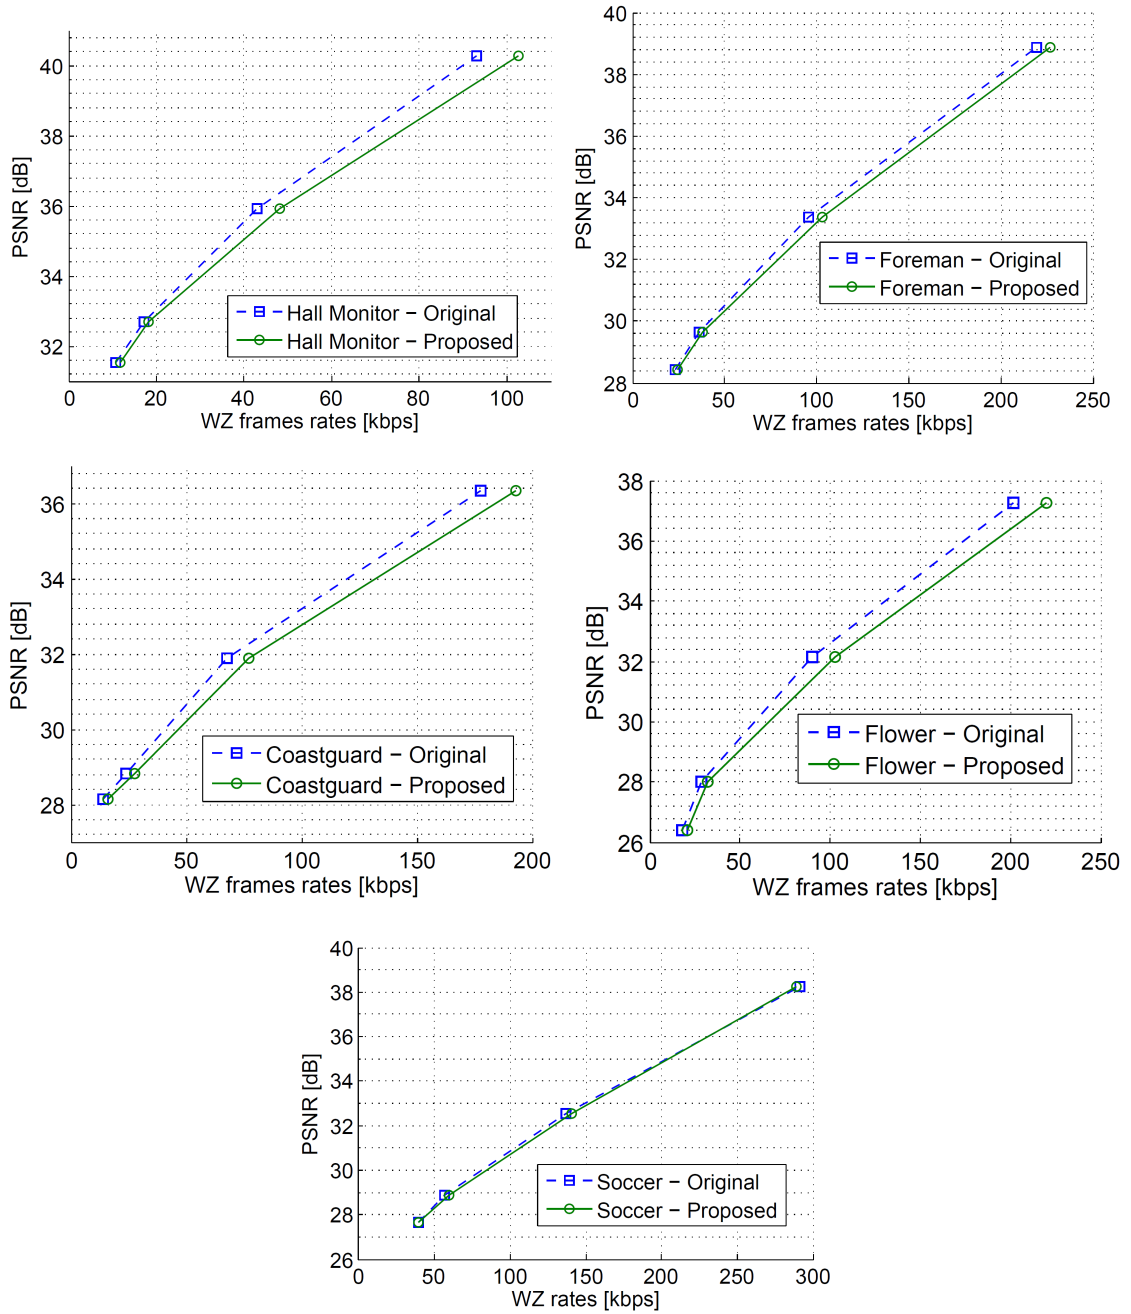 40
38
36
34
32
PSNR [dB]
Hall Monitor − Original
Hall Monitor − Proposed
0 20 40 60 80 100
WZ frames rates [kbps]
40
38
36
34
32
30
28
PSNR [dB]
Foreman − Original
Foreman − Proposed
0 50 100 150 200 250
WZ frames rates [kbps]
36
34
32
30
28
PSNR [dB]
Coastguard − Original
Coastguard − Proposed
0 50 100 150 200
WZ frames rates [kbps]
38
36
34
32
30
28
26
PSNR [dB]
Flower − Original
Flower − Proposed
0 50 100 150 200 250
WZ frames rates [kbps]
40
38
36
34
32
30
28
26
PSNR [dB]
Soccer − Original
Soccer − Proposed
0 50 100 150 200 250 300
WZ rates [kbps]